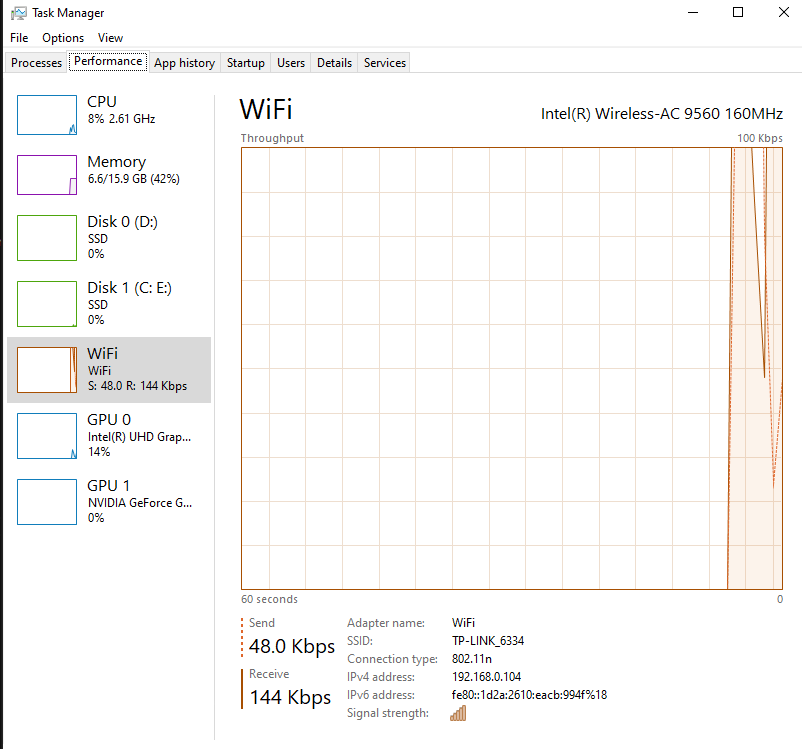 Task Manager
File Options View
Processes Performance App history Startup Users Details Services
CPU
8% 2.61 GHz
Memory
6.6/15.9 GB (42%)
Disk 0 (D:)
SSD
0%
Disk 1 (C: E:)
SSD
0%
WiFi
WiFi
S: 48.0 R: 144 Kbps
GPU 0
Intel(R) UHD Grap...
14%
GPU 1
NVIDIA GeForce G...
0%
WiFi
Intel(R) Wireless-AC 9560 160MHz
Throughput
100 Kbps
60 seconds
0
Send
48.0 Kbps
Receive
144 Kbps
Adapter name: WiFi
SSID: TP-LINK_6334
Connection type: 802.11n
IPv4 address: 192.168.0.104
IPv6 address: fe80::1d2a:2610:eacb:994f%18
Signal strength: